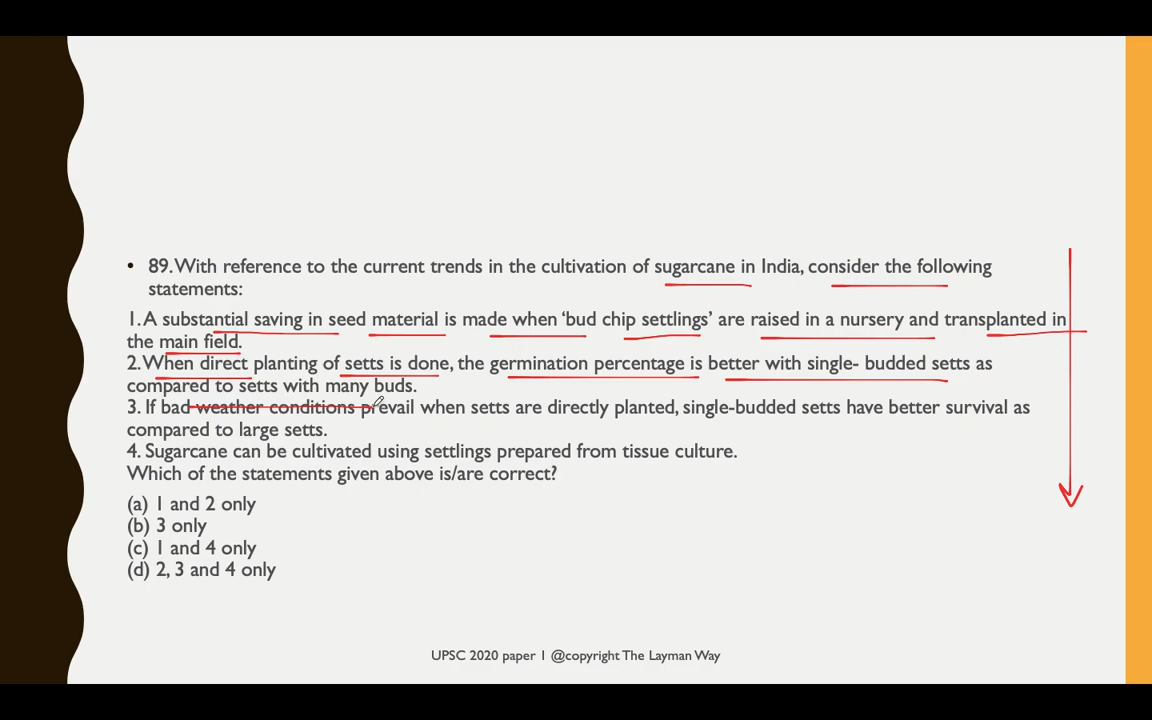 • 89. With reference to the current trends in the cultivation of sugarcane in India, consider the following
statements:
1. A substantial saving in seed material is made when ‘bud chip settlings’ are raised in a nursery and transplanted in
the main field.
2. When direct planting of setts is done, the germination percentage is better with single- budded setts as
compared to setts with many buds.
3. If bad weather conditions prevail when setts are directly planted, single-budded setts have better survival as
compared to large setts.
4. Sugarcane can be cultivated using settlings prepared from tissue culture.
Which of the statements given above is/are correct?
(a) 1 and 2 only
(b) 3 only
(c) 1 and 4 only
(d) 2, 3 and 4 only
UPSC 2020 paper 1 @copyright The Layman Way